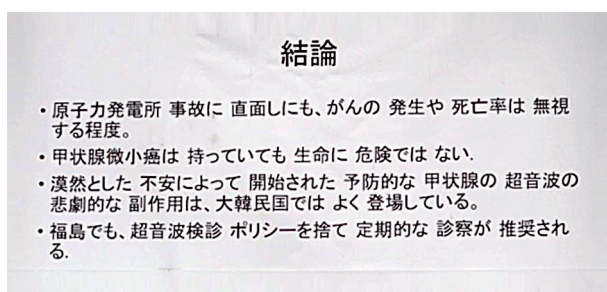 結論
・原子力発電所 事故に 直面しにも、がんの 発生や 死亡率は 無視
する程度。
・甲状腺微小癌は 持っていても 生命に 危険では ない.
・漠然とした 不安によって 開始された 予防的な 甲状腺の 超音波の
悲劇的な 副作用は、大韓民国では よく 登場している。
・福島でも、超音波検診 ポリシーを捨て 定期的な 診察が 推奨され
る.